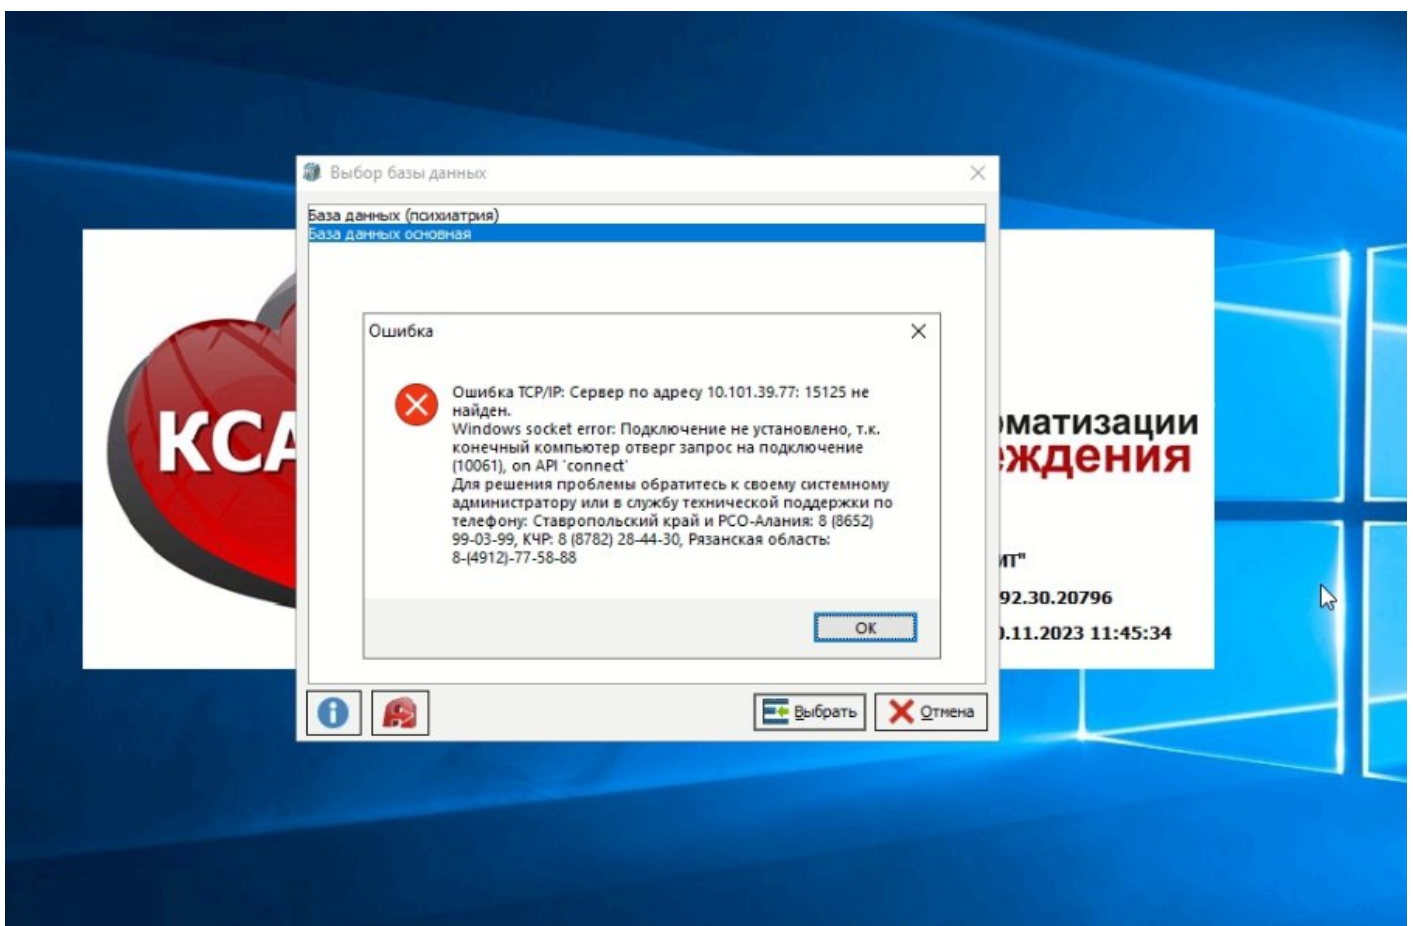 Выбор базы данных
База данных (психиатрия)
База данных основная
Ошибка
Ошибка TCP/IP: Сервер по адресу 10.101.39.77: 15125 не
найден.
Windows socket error: Подключение не установлено, т.к.
конечный компьютер отверг запрос на подключение
(10061), on API 'connect'
Для решения проблемы обратитесь к своему системному
администратору или в службу технической поддержки по
телефону: Ставропольский край и РСО-Алания: 8 (8652)
99-03-99, КЧР: 8 (8782) 28-44-30, Рязанская область:
8-(4912)-77-58-88
OK
КСА
матизации
ждения
ИТ"
92.30.20796
.11.2023 11:45:34
Выбрать
Отмена